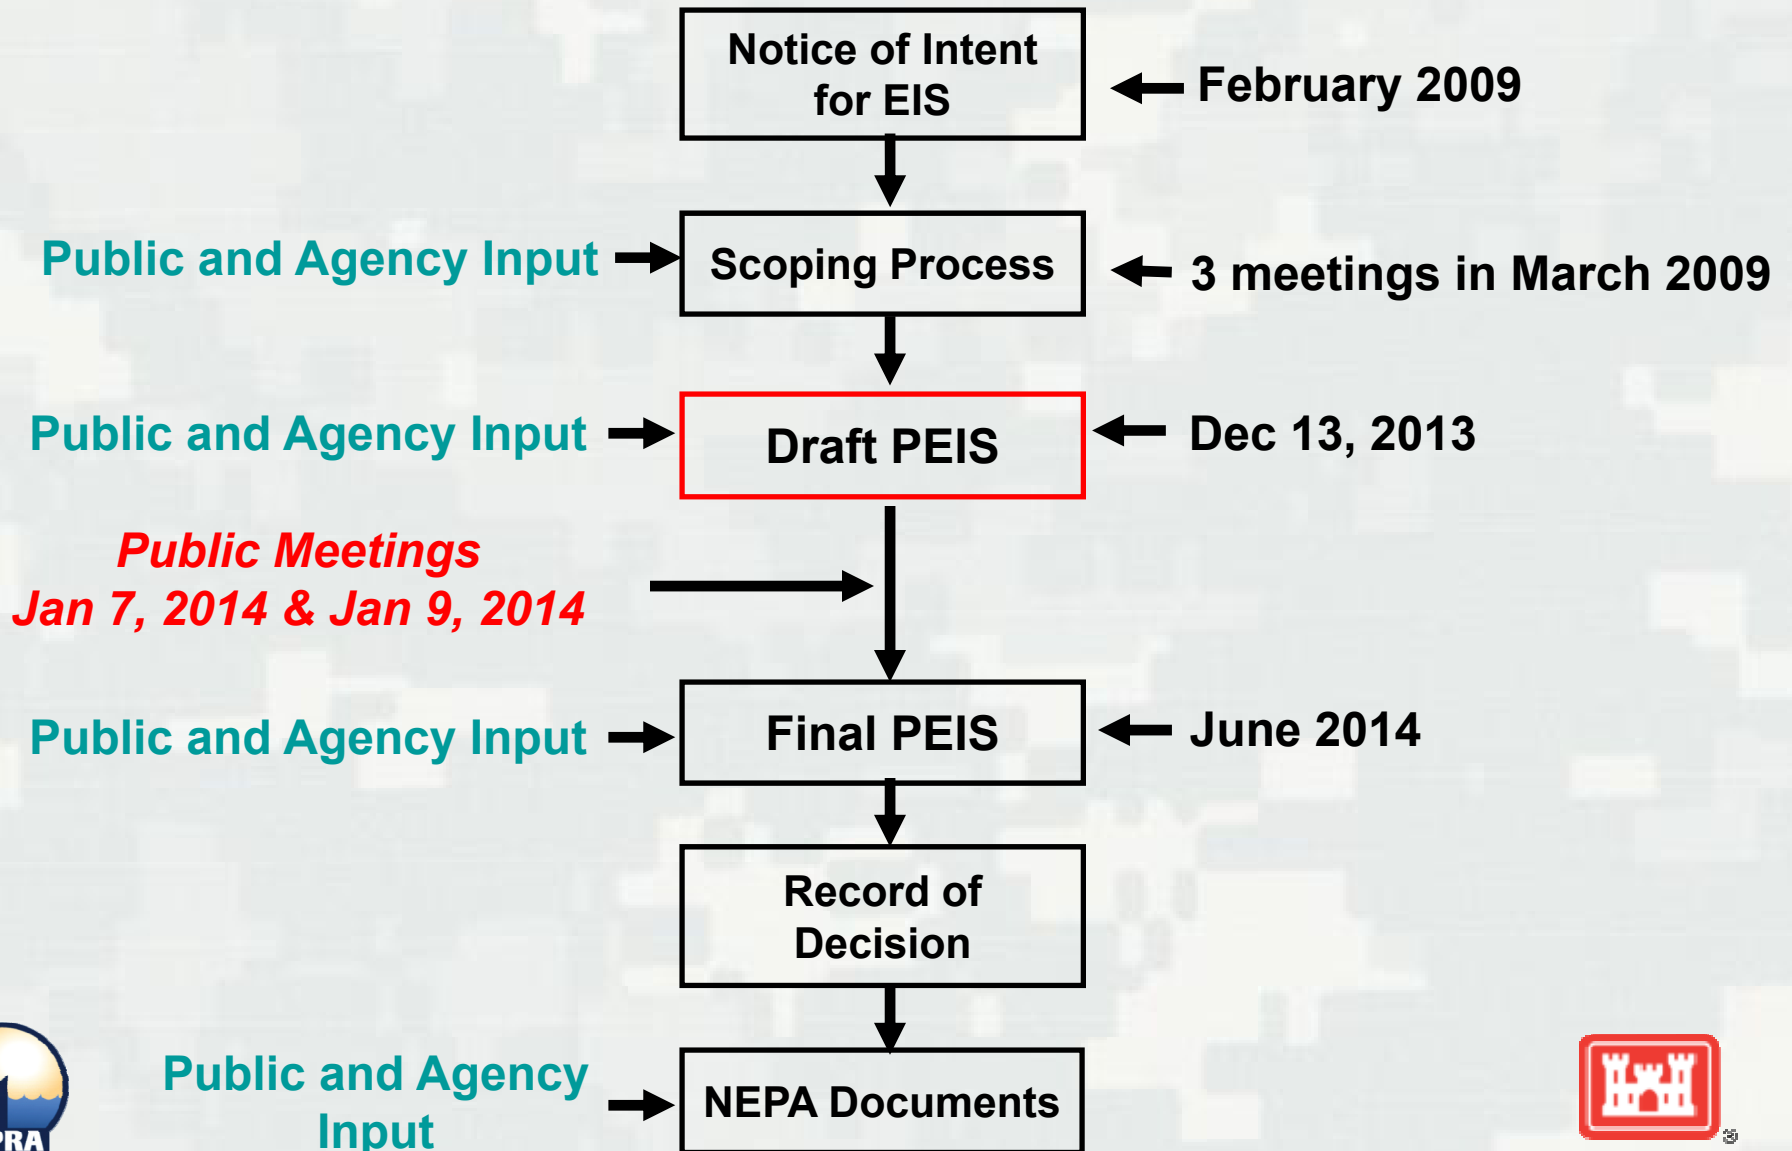 Notice of Intent
for EIS
February 2009
Public and Agency Input
Scoping Process
3 meetings in March 2009
Public and Agency Input
Draft PEIS
Dec 13, 2013
Public Meetings
Jan 7, 2014 & Jan 9, 2014
Public and Agency Input
Final PEIS
June 2014
Record of
Decision
Public and Agency
Input
NEPA Documents
PRA
®